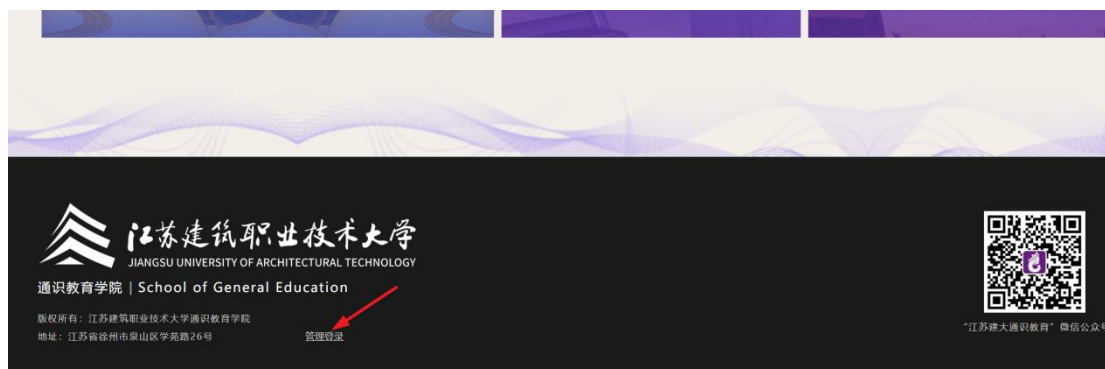 江苏建筑职业技术大学
JIANGSU UNIVERSITY OF ARCHITECTURAL TECHNOLOGY
通识教育学院 | School of General Education
版权所有：江苏建筑职业技术大学通识教育学院
地址：江苏省徐州市泉山区学苑路26号
管理登录
“江苏建大通识教育”微信公众号